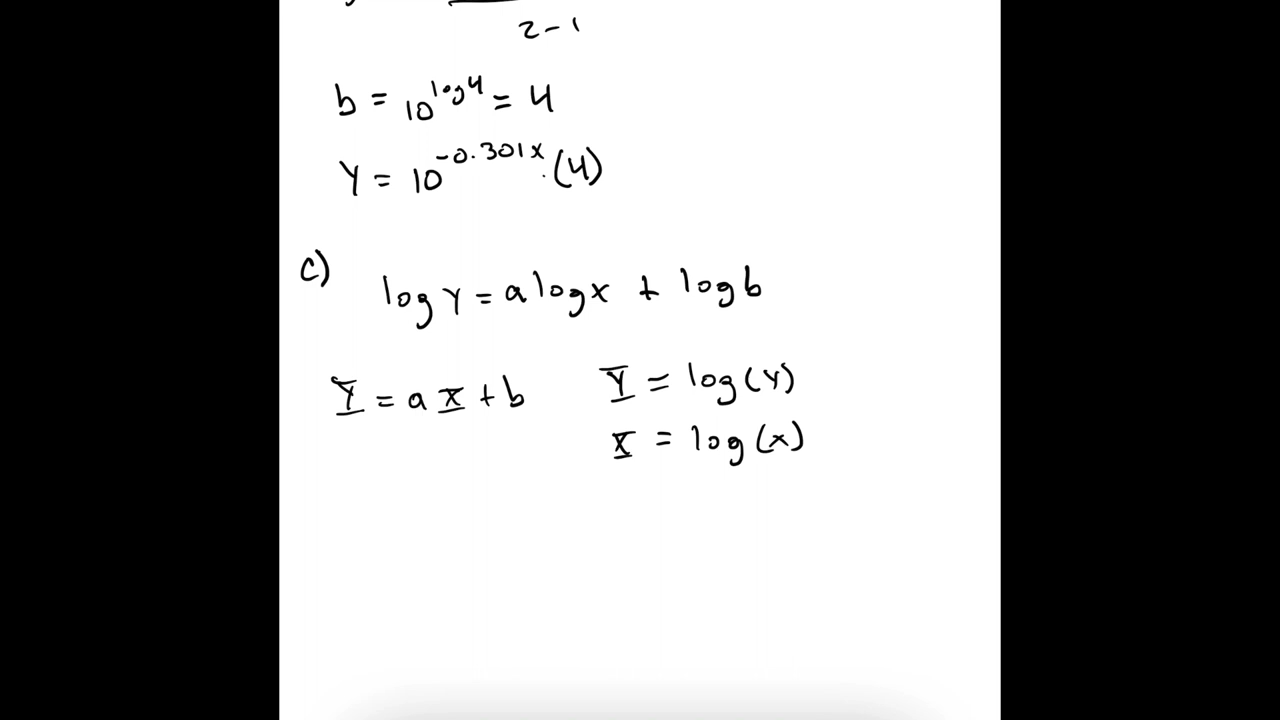 2-1
b = 10^log4 = 4
Y = 10^-0.301x · (4)
c)
log Y = a log x + log b
Y = a X + b
Y = log(Y)
X = log(x)